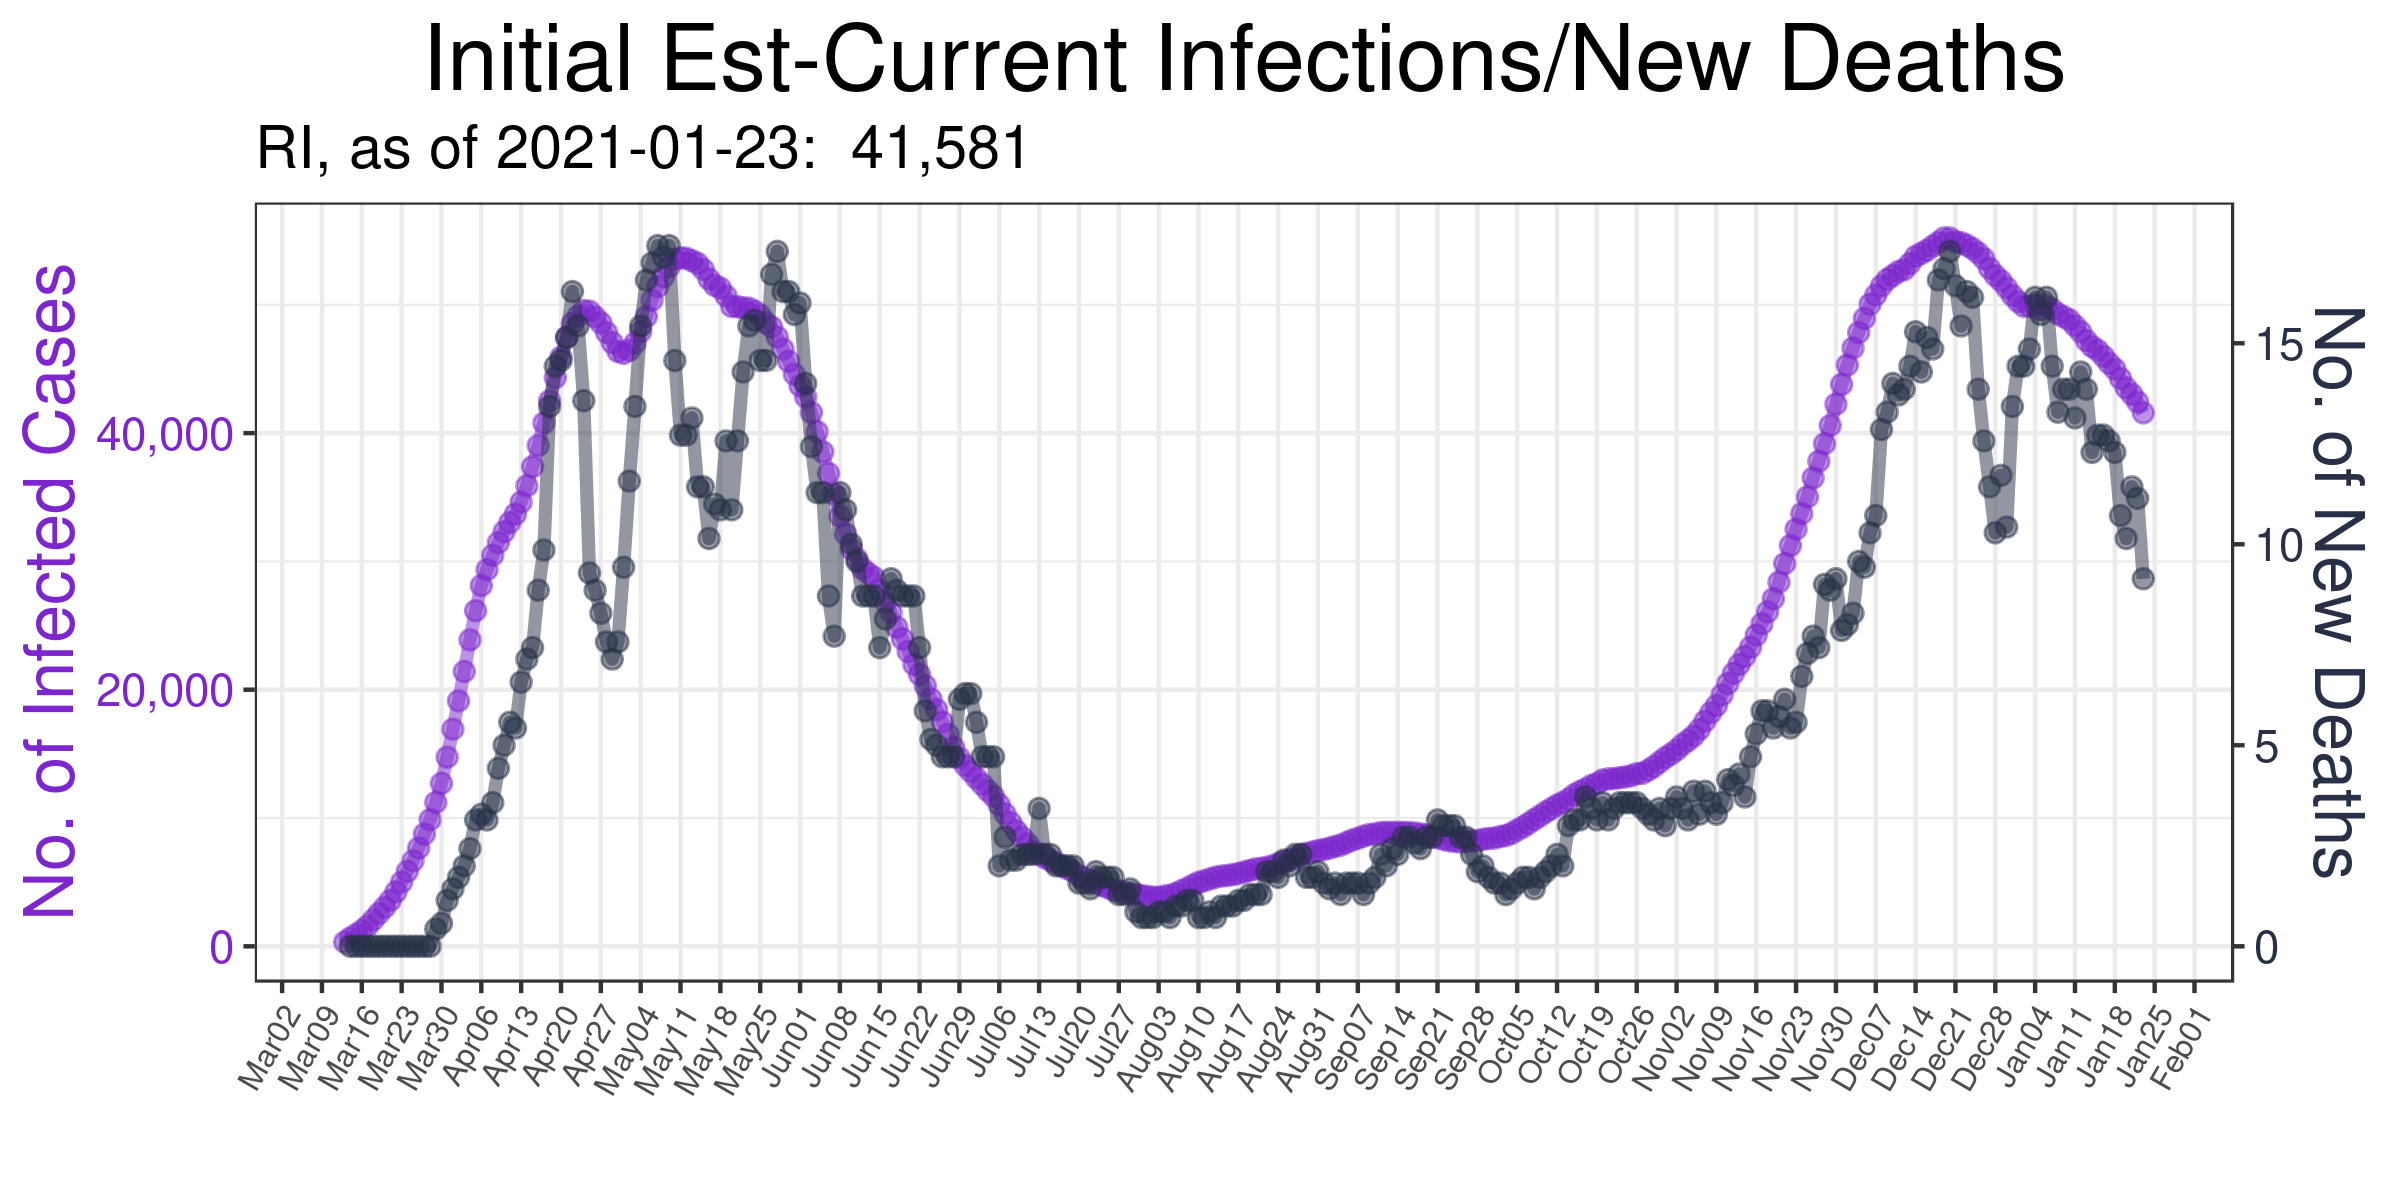 Initial Est-Current Infections/New Deaths
RI, as of 2021-01-23:  41,581
No. of Infected Cases
40,000
20,000
0
No. of New Deaths
15
10
5
0
Mar02
Mar09
Mar16
Mar23
Mar30
Apr06
Apr13
Apr20
Apr27
May04
May11
May18
May25
Jun01
Jun08
Jun15
Jun22
Jun29
Jul06
Jul13
Jul20
Jul27
Aug03
Aug10
Aug17
Aug24
Aug31
Sep07
Sep14
Sep21
Sep28
Oct05
Oct12
Oct19
Oct26
Nov02
Nov09
Nov16
Nov23
Nov30
Dec07
Dec14
Dec21
Dec28
Jan04
Jan11
Jan18
Jan25
Feb01